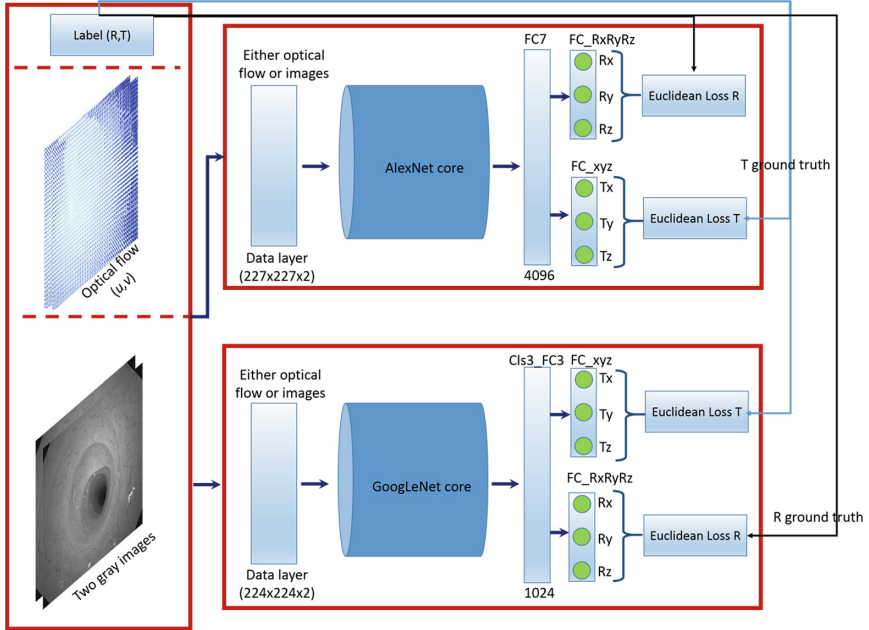 Label (R,T)
Optical flow
(u,v)
Two gray images
Either optical
flow or images
Data layer
(227x227x2)
AlexNet core
FC7
4096
FC_RxRyRz
Rx
Ry
Rz
Euclidean Loss R
FC_xyz
Tx
Ty
Tz
Euclidean Loss T
T ground truth
Either optical
flow or images
Data layer
(224x224x2)
GoogLeNet core
Cls3_FC3
1024
FC_xyz
Tx
Ty
Tz
Euclidean Loss T
FC_RxRyRz
Rx
Ry
Rz
Euclidean Loss R
R ground truth